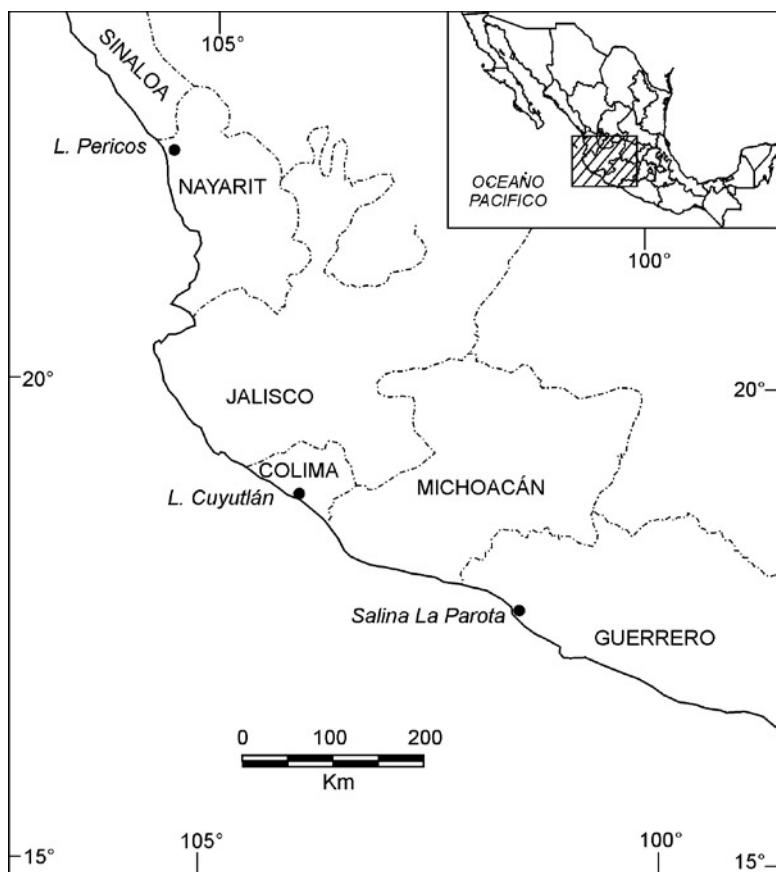 105°
SINALOA
L. Pericos
NAYARIT
OCEANO
PACIFICO
100°
20°
20°
JALISCO
COLIMA
L. Cuyutlán
MICHOACÁN
Salina La Parota
GUERRERO
0 100 200
Km
105°
100°
15°
15°